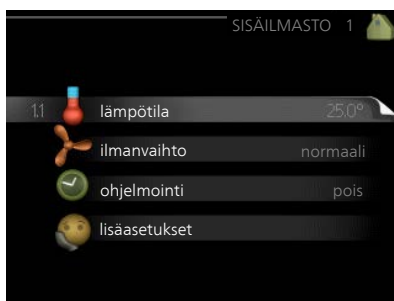 SISÄILMASTO 1
1.1 lämpötila 25.0°
ilmanvaihto normaali
ohjelmointi pois
lisäasetukset